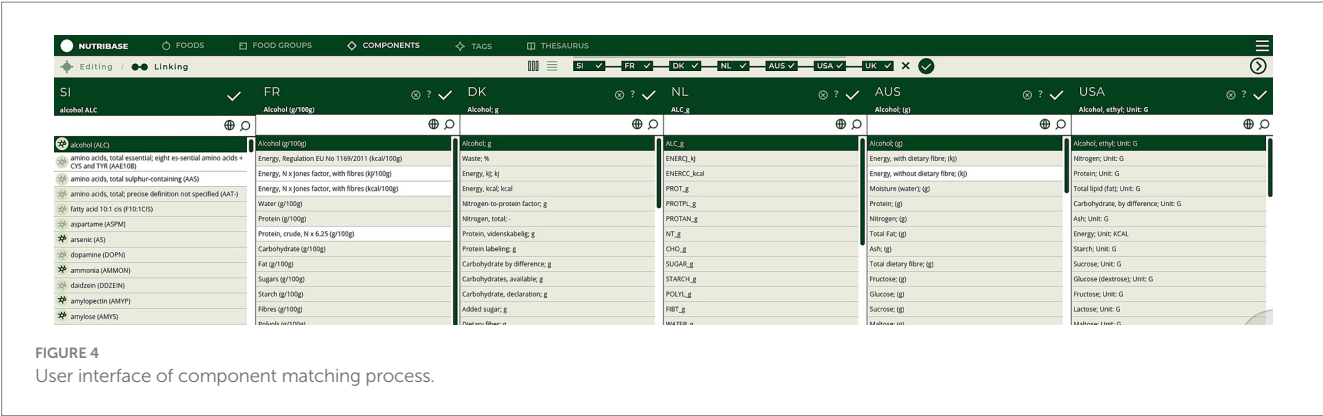 NUTRIBASE FOODS FOOD GROUPS COMPONENTS TAGS THESAURUS
Editing / Linking SI FR DK NL AUS USA UK
SI
alcohol ALC
alcohol (ALC)
amino acids, total essential; eight es-sential amino acids +
CYS and TYR (AAE10B)
amino acids, total sulphur-containing (AAS)
amino acids, total; precise definition not specified (AAT-)
fatty acid 10:1 cis (F10:1CIS)
aspartame (ASPM)
arsenic (AS)
dopamine (DOPN)
ammonia (AMMON)
daidzein (DDZEIN)
amylopectin (AMYP)
amylose (AMYS)
FR ?
Alcohol (g/100g)
Alcohol (g/100g)
Energy, Regulation EU No 1169/2011 (kcal/100g)
Energy, N x Jones factor, with fibres (kJ/100g)
Energy, N x Jones factor, with fibres (kcal/100g)
Water (g/100g)
Protein (g/100g)
Protein, crude, N x 6.25 (g/100g)
Carbohydrate (g/100g)
Fat (g/100g)
Sugars (g/100g)
Starch (g/100g)
Fibres (g/100g)
Polyols (g/100g)
DK ?
Alcohol; g
Alcohol; g
Waste; %
Energy, kJ; kJ
Energy, kcal; kcal
Nitrogen-to-protein factor; g
Nitrogen, total; -
Protein, videnskabelig; g
Protein labeling; g
Carbohydrate by difference; g
Carbohydrates, available; g
Carbohydrate, declaration; g
Added sugar; g
Dietary fiber; g
NL
ALC_g
ALC_g
ENERCJ_kJ
ENERCC_kcal
PROT_g
PROTPL_g
PROTAN_g
NT_g
CHO_g
SUGAR_g
STARCH_g
POLYL_g
FIBT_g
WATER_g
AUS ?
Alcohol; (g)
Alcohol; (g)
Energy, with dietary fibre; (kJ)
Energy, without dietary fibre; (kJ)
Moisture (water); (g)
Protein; (g)
Nitrogen; (g)
Total Fat; (g)
Ash; (g)
Total dietary fibre; (g)
Fructose; (g)
Glucose; (g)
Sucrose; (g)
Maltose; (g)
USA ?
Alcohol, ethyl; Unit: G
Alcohol, ethyl; Unit: G
Nitrogen; Unit: G
Protein; Unit: G
Total lipid (fat); Unit: G
Carbohydrate, by difference; Unit: G
Ash; Unit: G
Energy; Unit: KCAL
Starch; Unit: G
Sucrose; Unit: G
Glucose (dextrose); Unit: G
Fructose; Unit: G
Lactose; Unit: G
Maltose; Unit: G
FIGURE 4
User interface of component matching process.